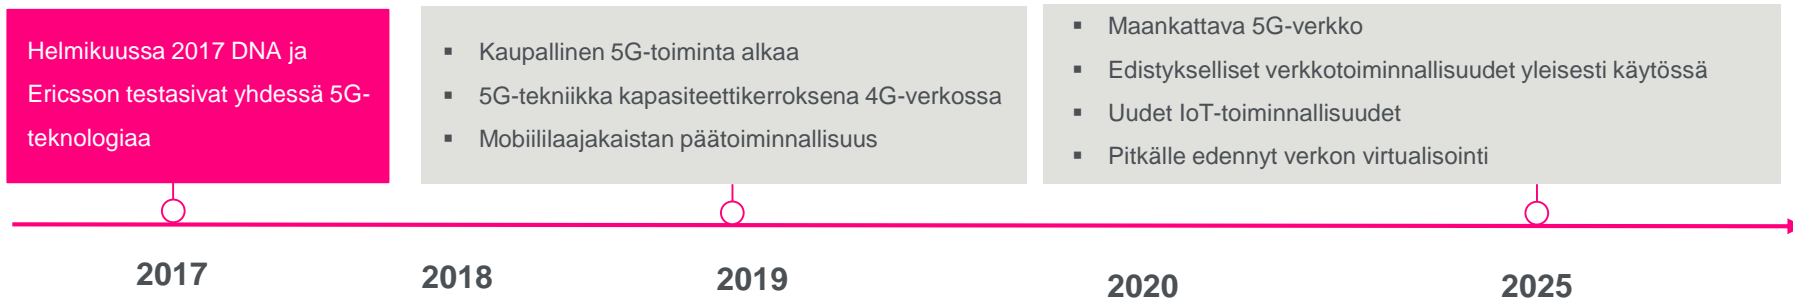 Helmikuussa 2017 DNA ja
Ericsson testasivat yhdessä 5G-
teknologiaa
▪ Kaupallinen 5G-toiminta alkaa
▪ 5G-tekniikka kapasiteettikerroksena 4G-verkossa
▪ Mobiililaajakaistan päätoiminnallisuus
▪ Maankattava 5G-verkko
▪ Edistykselliset verkkotoiminnallisuudet yleisesti käytössä
▪ Uudet IoT-toiminnallisuudet
▪ Pitkälle edennyt verkon virtualisointi
2017
2018
2019
2020
2025